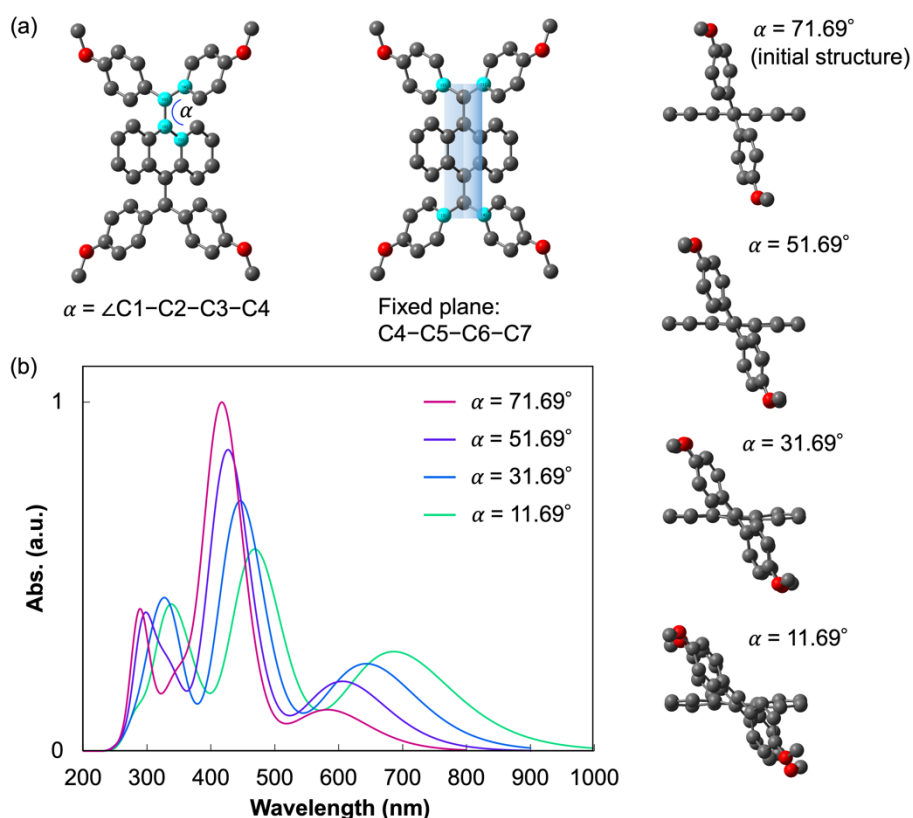 (a)
α
α = ∠C1−C2−C3−C4
Fixed plane:
C4−C5−C6−C7
α = 71.69°
(initial structure)
α = 51.69°
α = 31.69°
α = 11.69°
(b)
Abs. (a.u.)
1
0
α = 71.69°
α = 51.69°
α = 31.69°
α = 11.69°
200 300 400 500 600 700 800 900 1000
Wavelength (nm)